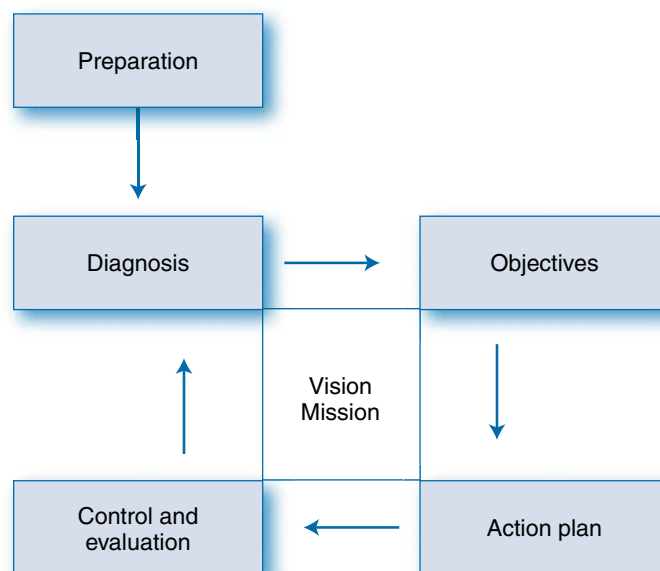 Preparation
Diagnosis
Objectives
Vision
Mission
Control and
evaluation
Action plan